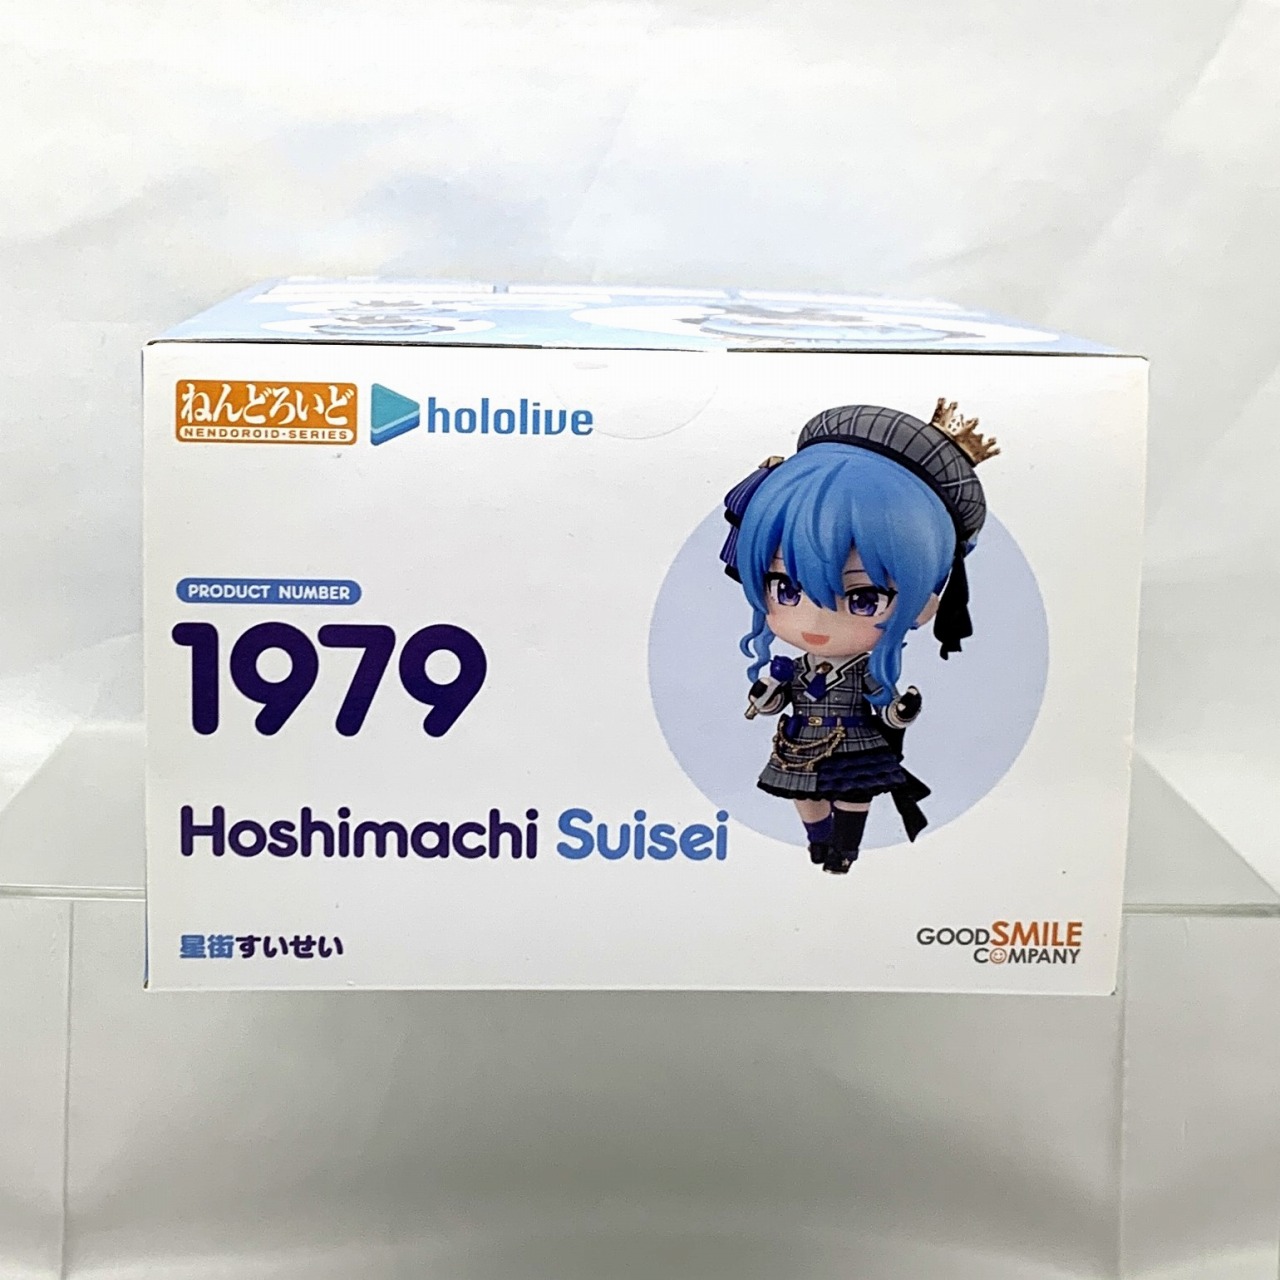 ねんどろいど
NENDOROID·SERIES
hololive
PRODUCT NUMBER
1979
Hoshimachi Suisei
星街すいせい
GOODSMILE
COMPANY